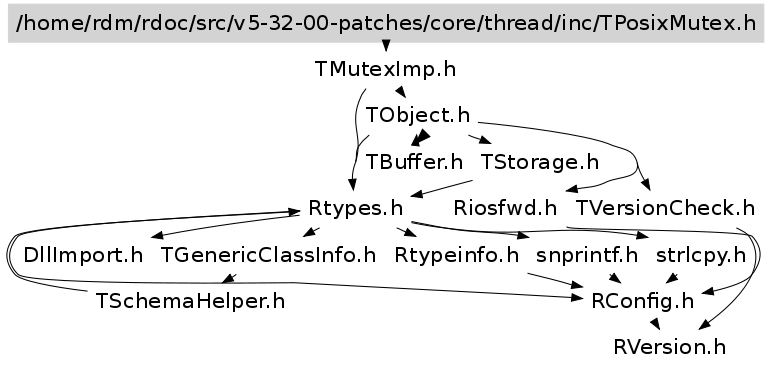 /home/rdm/rdoc/src/v5-32-00-patches/core/thread/inc/TPosixMutex.h
TMutexImp.h
TObject.h
TBuffer.h TStorage.h
Rtypes.h Riosfwd.h TVersionCheck.h
DllImport.h TGenericClassInfo.h Rtypeinfo.h snprintf.h strlcpy.h
TSchemaHelper.h RConfig.h
RVersion.h